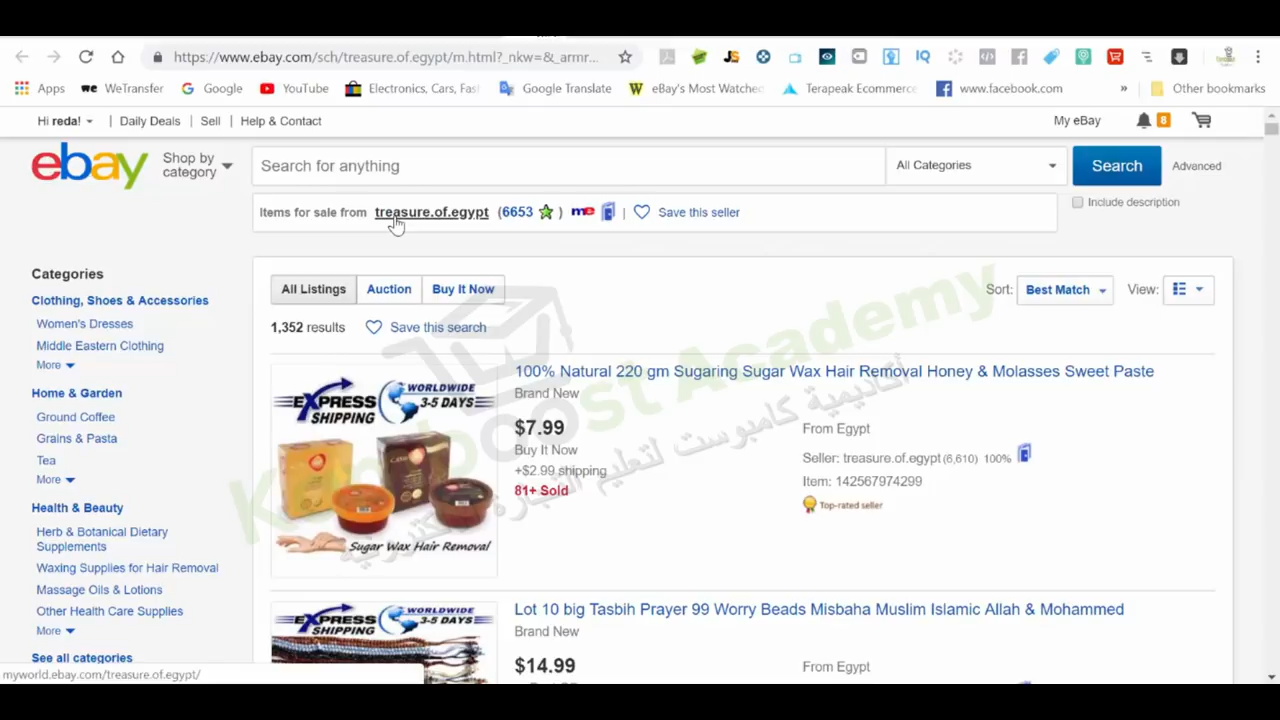 https://www.ebay.com/sch/treasure.of.egypt/m.html?_nkw=&_armr...
JS IQ
Apps we WeTransfer Google YouTube Electronics, Cars, Fas Google Translate W eBay's Most Watche Terapeak Ecommerc www.facebook.com » Other bookmarks
Hi reda! | Daily Deals | Sell | Help & Contact My eBay 8
ebay Shop by category Search for anything All Categories Search Advanced
Items for sale from treasure.of.egypt (6653 ) me | Save this seller Include description
Categories
Clothing, Shoes & Accessories
Women's Dresses
Middle Eastern Clothing
More
Home & Garden
Ground Coffee
Grains & Pasta
Tea
More
Health & Beauty
Herb & Botanical Dietary
Supplements
Waxing Supplies for Hair Removal
Massage Oils & Lotions
Other Health Care Supplies
More
See all categories
myworld.ebay.com/treasure.of.egypt/
All Listings Auction Buy It Now Sort: Best Match View:
1,352 results Save this search
EXPRESS SHIPPING WORLDWIDE 3-5 DAYS
Sugar Wax Hair Removal
100% Natural 220 gm Sugaring Sugar Wax Hair Removal Honey & Molasses Sweet Paste
Brand New
$7.99
Buy It Now
+$2.99 shipping
81+ Sold
From Egypt
Seller: treasure.of.egypt (6,610) 100%
Item: 142567974299
Top-rated seller
EXPRESS SHIPPING WORLDWIDE 3-5 DAYS
Lot 10 big Tasbih Prayer 99 Worry Beads Misbaha Muslim Islamic Allah & Mohammed
Brand New
$14.99
From Egypt
Academy
أكاديمية كامبوست لتعليم التجارة الإلكترونية